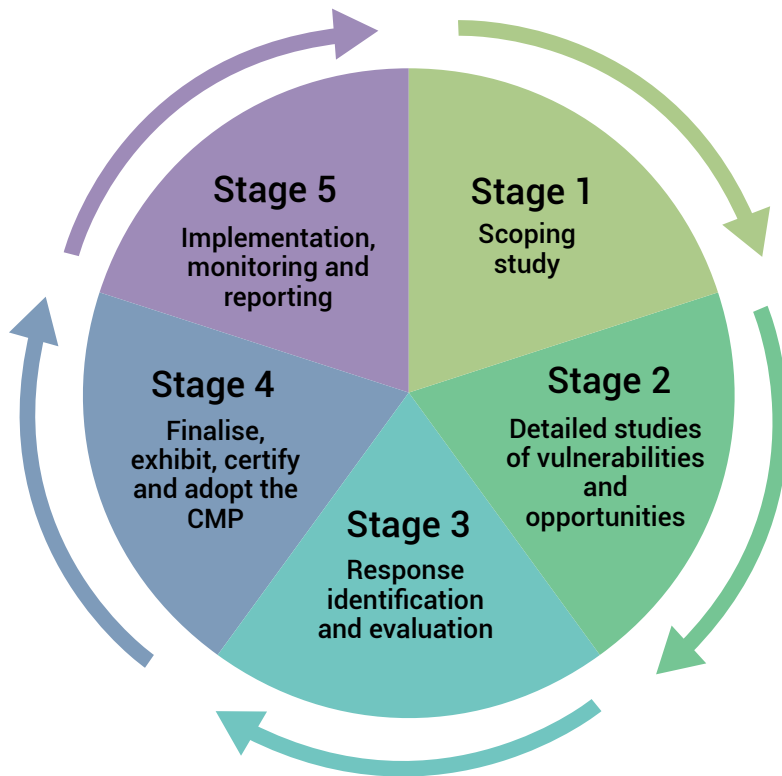 Stage 1
Scoping
study
Stage 2
Detailed studies
of vulnerabilities
and
opportunities
Stage 3
Response
identification
and evaluation
Stage 4
Finalise,
exhibit, certify
and adopt the
CMP
Stage 5
Implementation,
monitoring and
reporting